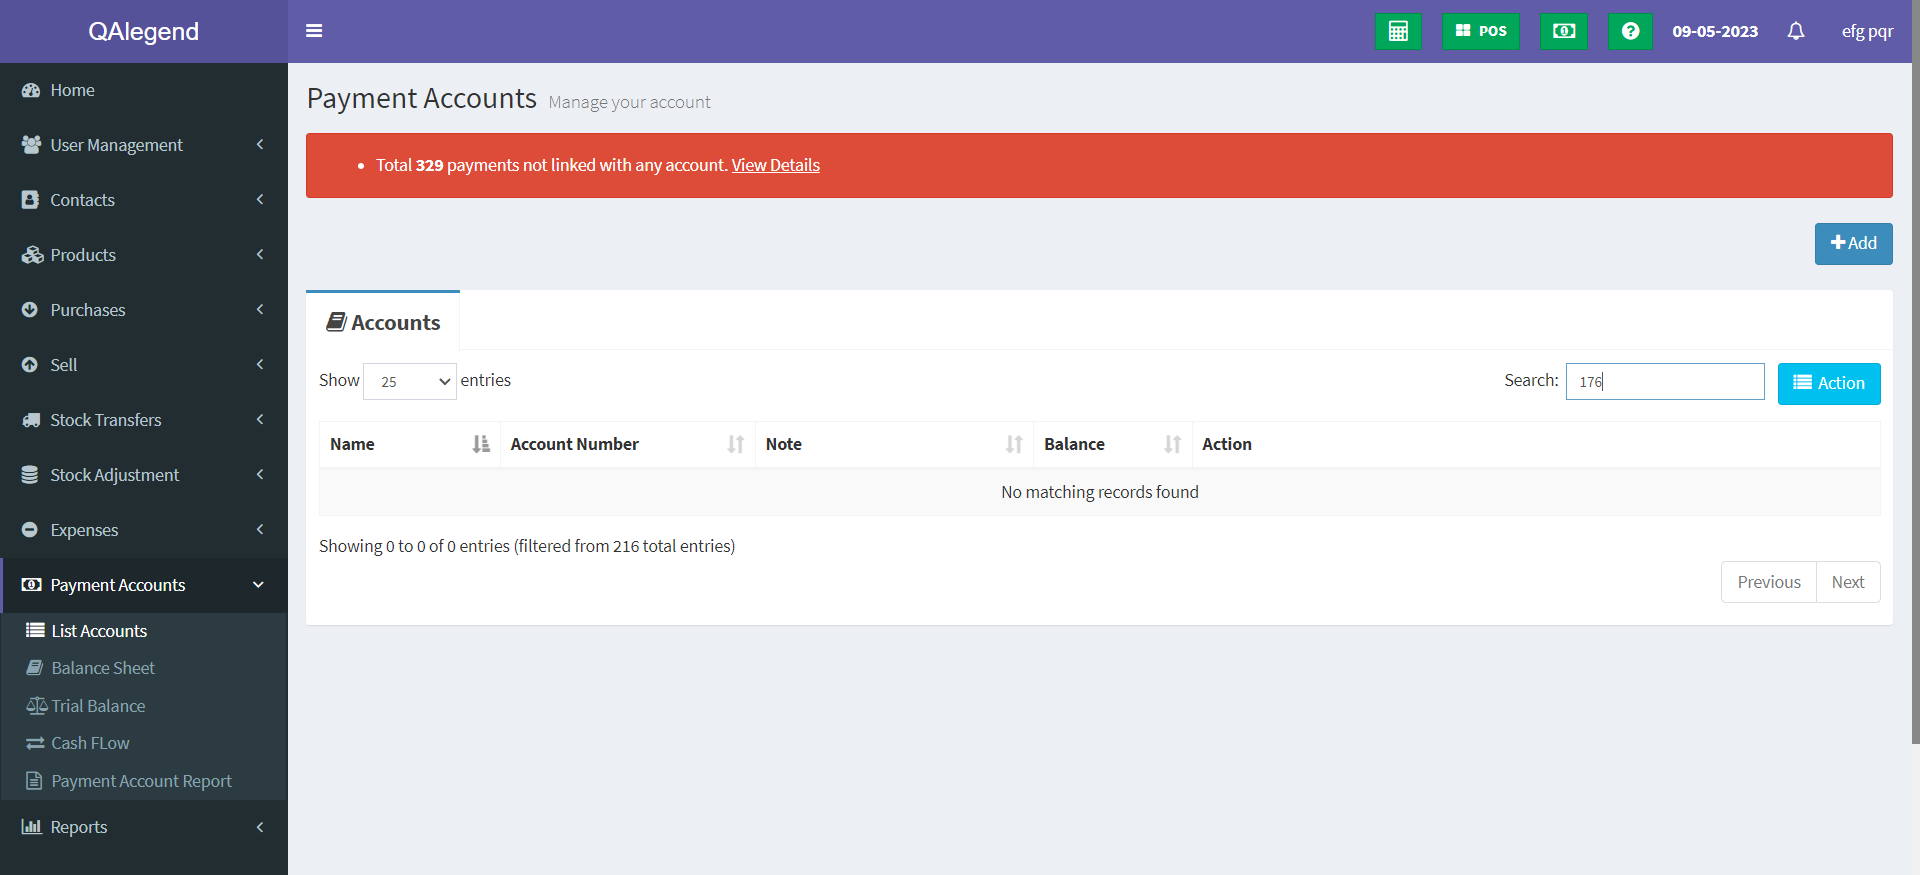 QAlegend
POS
09-05-2023
efg pqr
Home
User Management
Contacts
Products
Purchases
Sell
Stock Transfers
Stock Adjustment
Expenses
Payment Accounts
List Accounts
Balance Sheet
Trial Balance
Cash FLow
Payment Account Report
Reports
Payment Accounts Manage your account
Total 329 payments not linked with any account. View Details
Add
Accounts
Show 25 entries
Search: 176
Action
Name Account Number Note Balance Action
No matching records found
Showing 0 to 0 of 0 entries (filtered from 216 total entries)
Previous Next